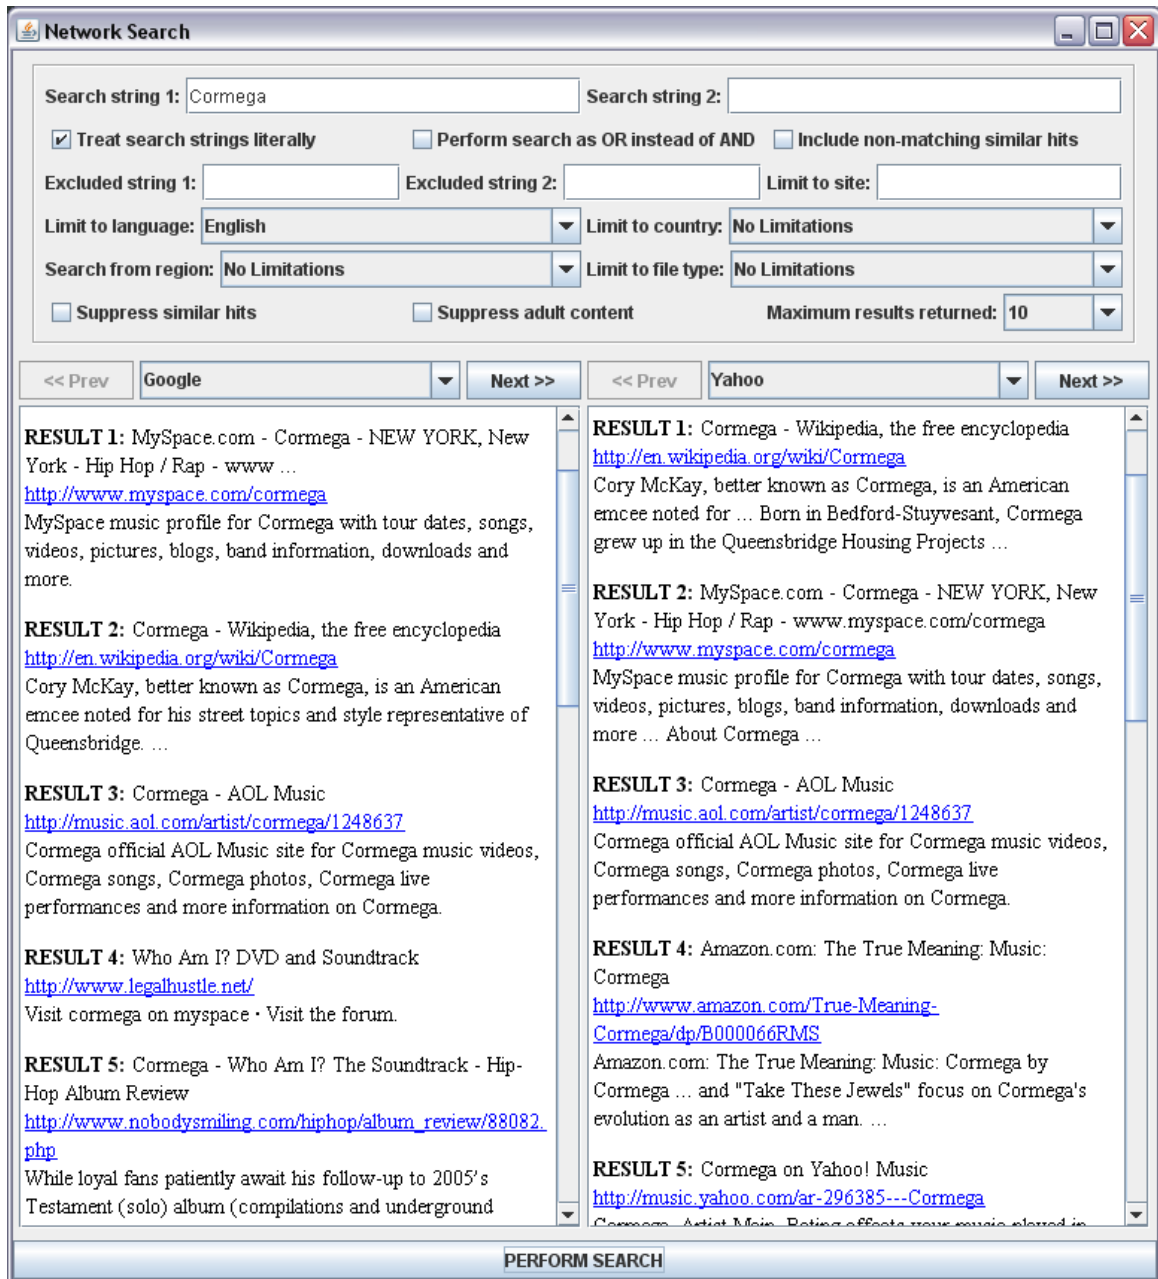 Network Search
Search string 1: Cormega Search string 2:
Treat search strings literally Perform search as OR instead of AND Include non-matching similar hits
Excluded string 1: Excluded string 2: Limit to site:
Limit to language: English Limit to country: No Limitations
Search from region: No Limitations Limit to file type: No Limitations
Suppress similar hits Suppress adult content Maximum results returned: 10
<< Prev Google Next >> << Prev Yahoo Next >>
RESULT 1: MySpace.com - Cormega - NEW YORK, New
York - Hip Hop / Rap - www ...
http://www.myspace.com/cormega
MySpace music profile for Cormega with tour dates, songs,
videos, pictures, blogs, band information, downloads and
more.
RESULT 2: Cormega - Wikipedia, the free encyclopedia
http://en.wikipedia.org/wiki/Cormega
Cory McKay, better known as Cormega, is an American
emcee noted for his street topics and style representative of
Queensbridge. ...
RESULT 3: Cormega - AOL Music
http://music.aol.com/artist/cormega/1248637
Cormega official AOL Music site for Cormega music videos,
Cormega songs, Cormega photos, Cormega live
performances and more information on Cormega.
RESULT 4: Who Am I? DVD and Soundtrack
http://www.legalhustle.net/
Visit cormega on myspace · Visit the forum.
RESULT 5: Cormega - Who Am I? The Soundtrack - Hip-
Hop Album Review
http://www.nobodysmiling.com/hiphop/album_review/88082.
php
While loyal fans patiently await his follow-up to 2005's
Testament (solo) album (compilations and underground
RESULT 1: Cormega - Wikipedia, the free encyclopedia
http://en.wikipedia.org/wiki/Cormega
Cory McKay, better known as Cormega, is an American
emcee noted for ... Born in Bedford-Stuyvesant, Cormega
grew up in the Queensbridge Housing Projects ...
RESULT 2: MySpace.com - Cormega - NEW YORK, New
York - Hip Hop / Rap - www.myspace.com/cormega
http://www.myspace.com/cormega
MySpace music profile for Cormega with tour dates, songs,
videos, pictures, blogs, band information, downloads and
more ... About Cormega ...
RESULT 3: Cormega - AOL Music
http://music.aol.com/artist/cormega/1248637
Cormega official AOL Music site for Cormega music videos,
Cormega songs, Cormega photos, Cormega live
performances and more information on Cormega.
RESULT 4: Amazon.com: The True Meaning: Music:
Cormega
http://www.amazon.com/True-Meaning-
Cormega/dp/B000066RMS
Amazon.com: The True Meaning: Music: Cormega by
Cormega ... and "Take These Jewels" focus on Cormega's
evolution as an artist and a man. ...
RESULT 5: Cormega on Yahoo! Music
http://music.yahoo.com/ar-296385---Cormega
Cormega Artist Main. Rating affects your music played in
PERFORM SEARCH